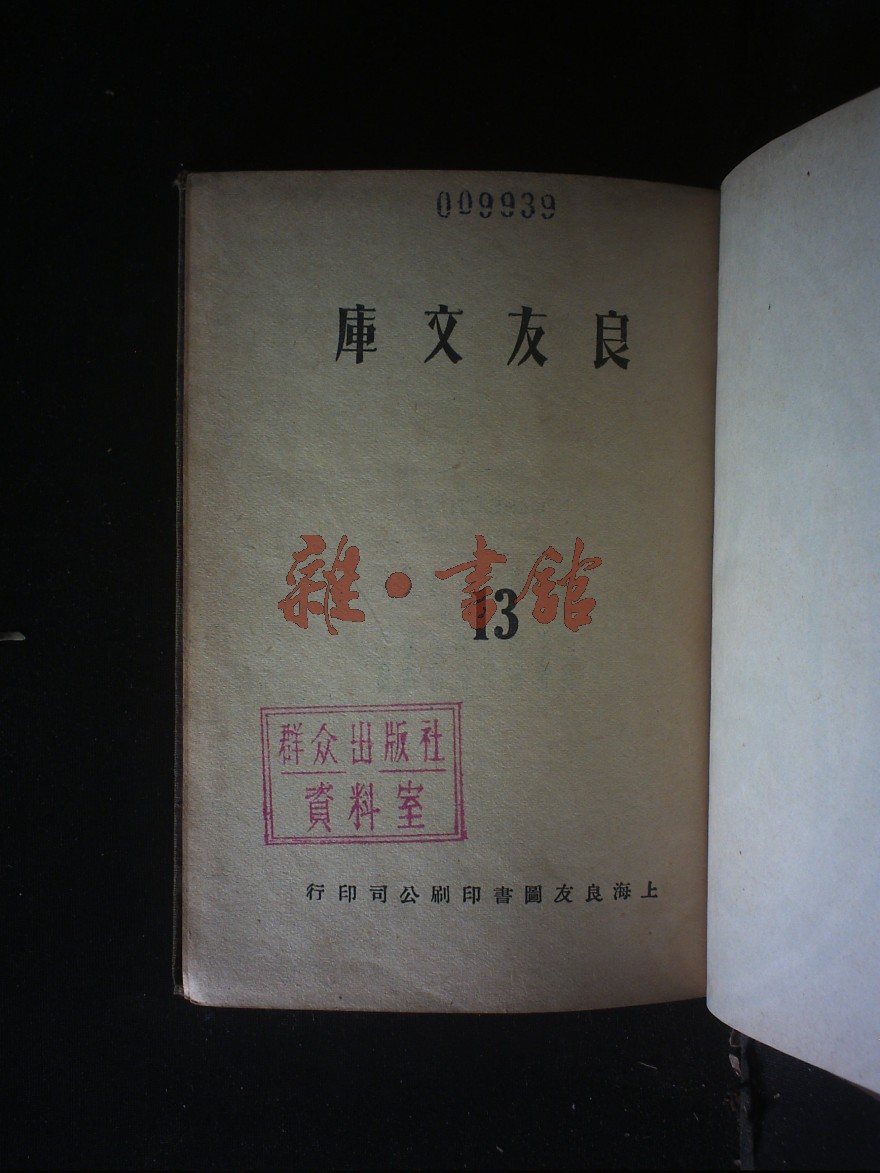 009939
良友文庫
雜·書館
13
群众出版社
資料室
上海良友圖書印刷公司印行